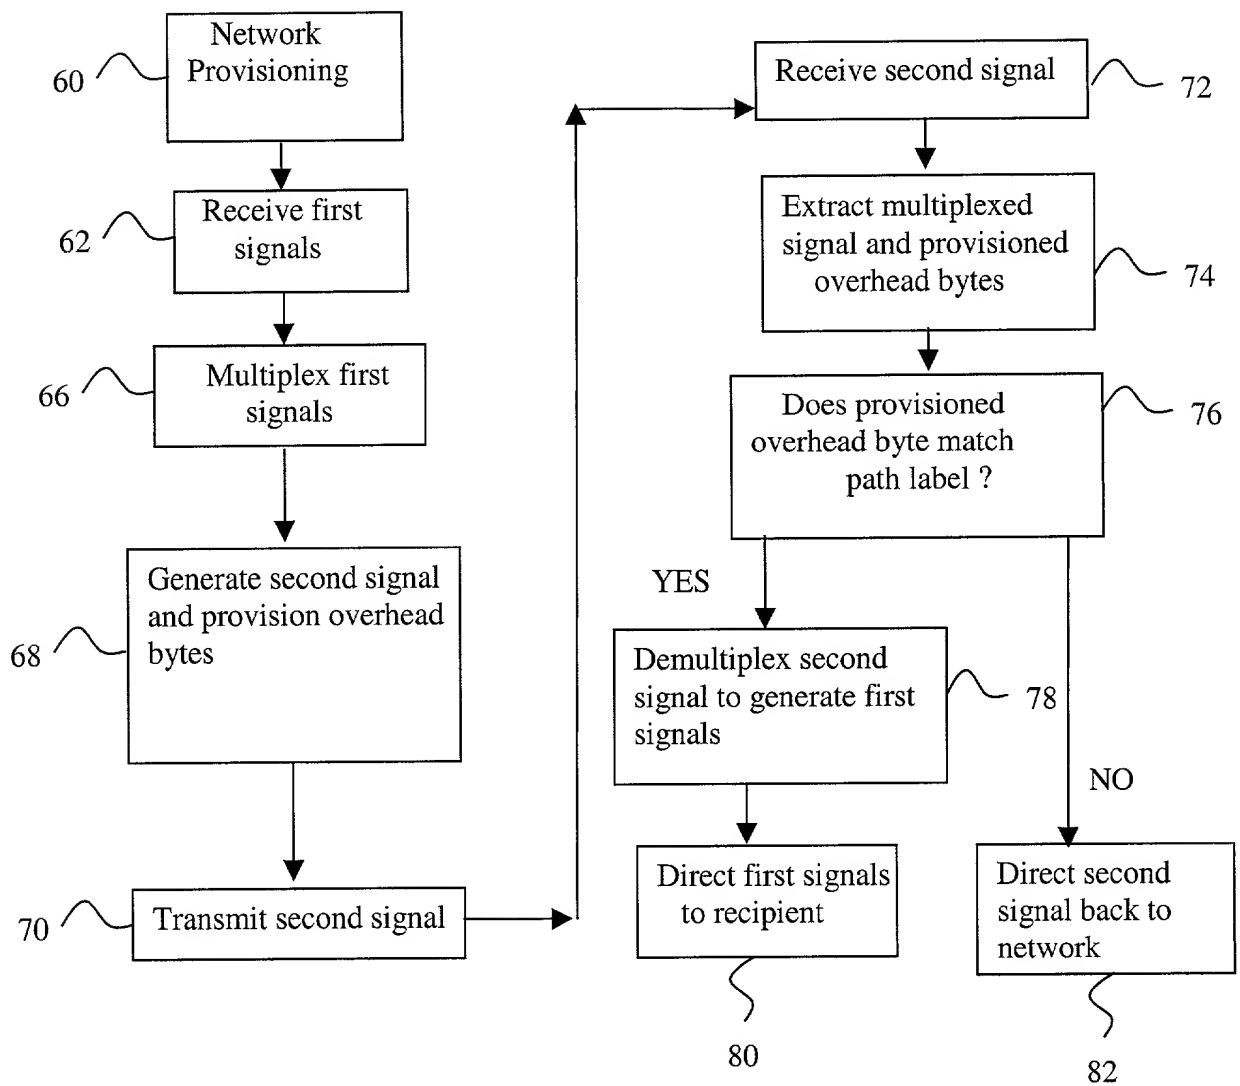 Network
Provisioning
60
Receive first
signals
62
Multiplex first
signals
66
Generate second signal
and provision overhead
bytes
68
Transmit second signal
70
Receive second signal
72
Extract multiplexed
signal and provisioned
overhead bytes
74
Does provisioned
overhead byte match
path label ?
76
YES
Demultiplex second
signal to generate first
signals
78
NO
Direct first signals
to recipient
80
Direct second
signal back to
network
82